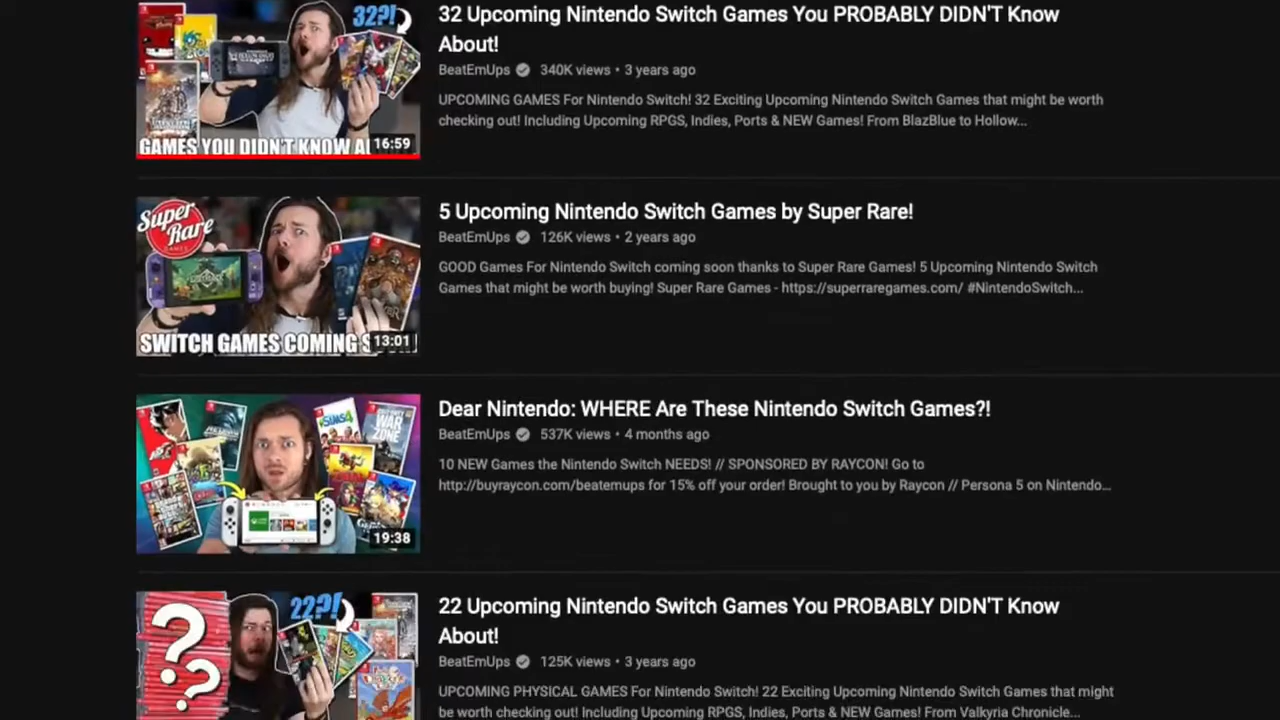 32?!
GAMES YOU DIDN'T KNOW A
16:59
32 Upcoming Nintendo Switch Games You PROBABLY DIDN'T Know
About!
BeatEmUps 340K views • 3 years ago
UPCOMING GAMES For Nintendo Switch! 32 Exciting Upcoming Nintendo Switch Games that might be worth
checking out! Including Upcoming RPGS, Indies, Ports & NEW Games! From BlazBlue to Hollow...
Super
Rare
GAMES
SWITCH GAMES COMING S
13:01
5 Upcoming Nintendo Switch Games by Super Rare!
BeatEmUps 126K views • 2 years ago
GOOD Games For Nintendo Switch coming soon thanks to Super Rare Games! 5 Upcoming Nintendo Switch
Games that might be worth buying! Super Rare Games - https://superraregames.com/ #NintendoSwitch...
SIMS 4
WAR
ZONE
19:38
Dear Nintendo: WHERE Are These Nintendo Switch Games?!
BeatEmUps 537K views • 4 months ago
10 NEW Games the Nintendo Switch NEEDS! // SPONSORED BY RAYCON! Go to
http://buyraycon.com/beatemups for 15% off your order! Brought to you by Raycon // Persona 5 on Nintendo...
22?!
??
22 Upcoming Nintendo Switch Games You PROBABLY DIDN'T Know
About!
BeatEmUps 125K views • 3 years ago
UPCOMING PHYSICAL GAMES For Nintendo Switch! 22 Exciting Upcoming Nintendo Switch Games that might
be worth checking out! Including Upcoming RPGS, Indies, Ports & NEW Games! From Valkyria Chronicle...